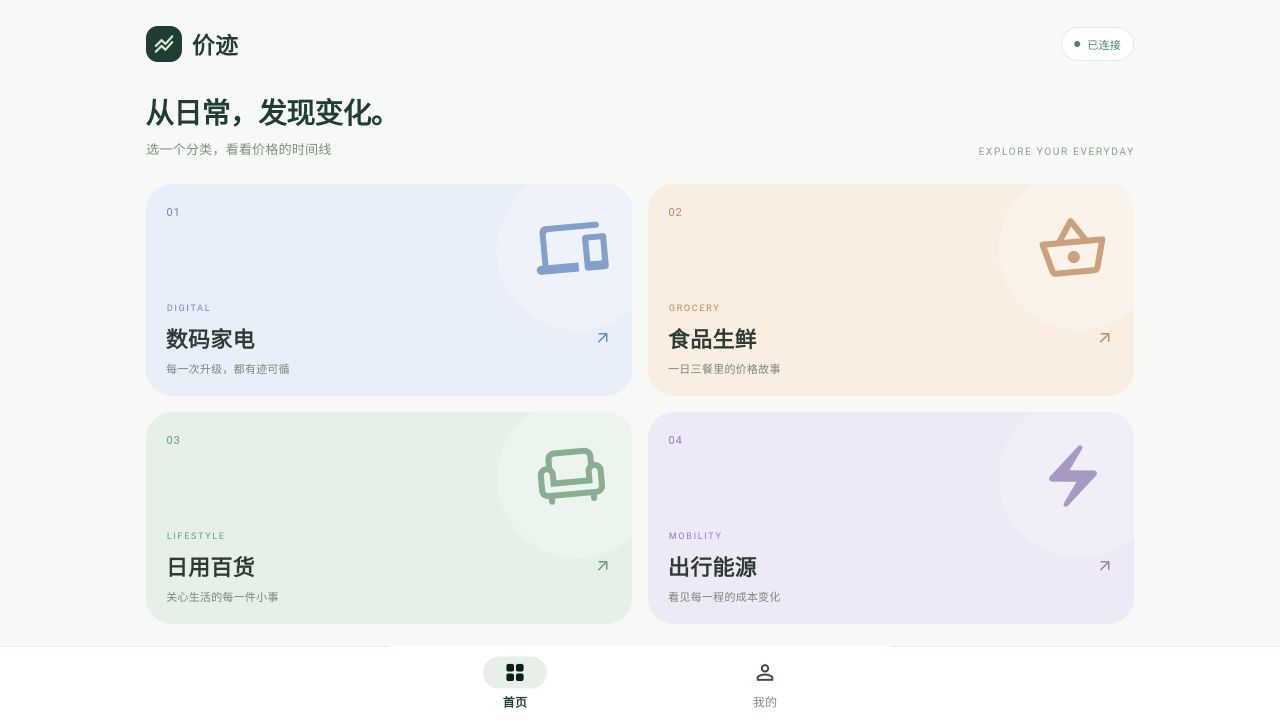 价迹
已连接
从日常，发现变化。
选一个分类，看看价格的时间线
EXPLORE YOUR EVERYDAY
01
DIGITAL
数码家电
每一次升级，都有迹可循
02
GROCERY
食品生鲜
一日三餐里的价格故事
03
LIFESTYLE
日用百货
关心生活的每一件小事
04
MOBILITY
出行能源
看见每一程的成本变化
首页
我的